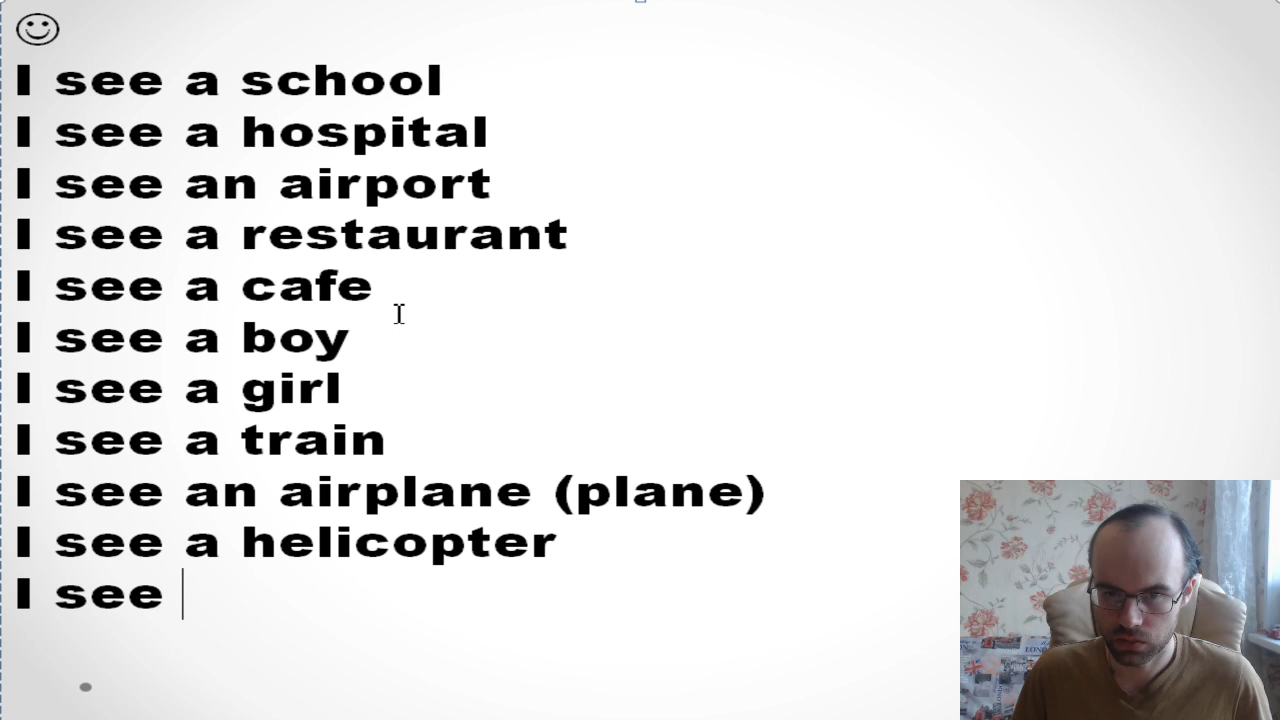 I see a school
I see a hospital
I see an airport
I see a restaurant
I see a cafe
I see a boy
I see a girl
I see a train
I see an airplane (plane)
I see a helicopter
I see